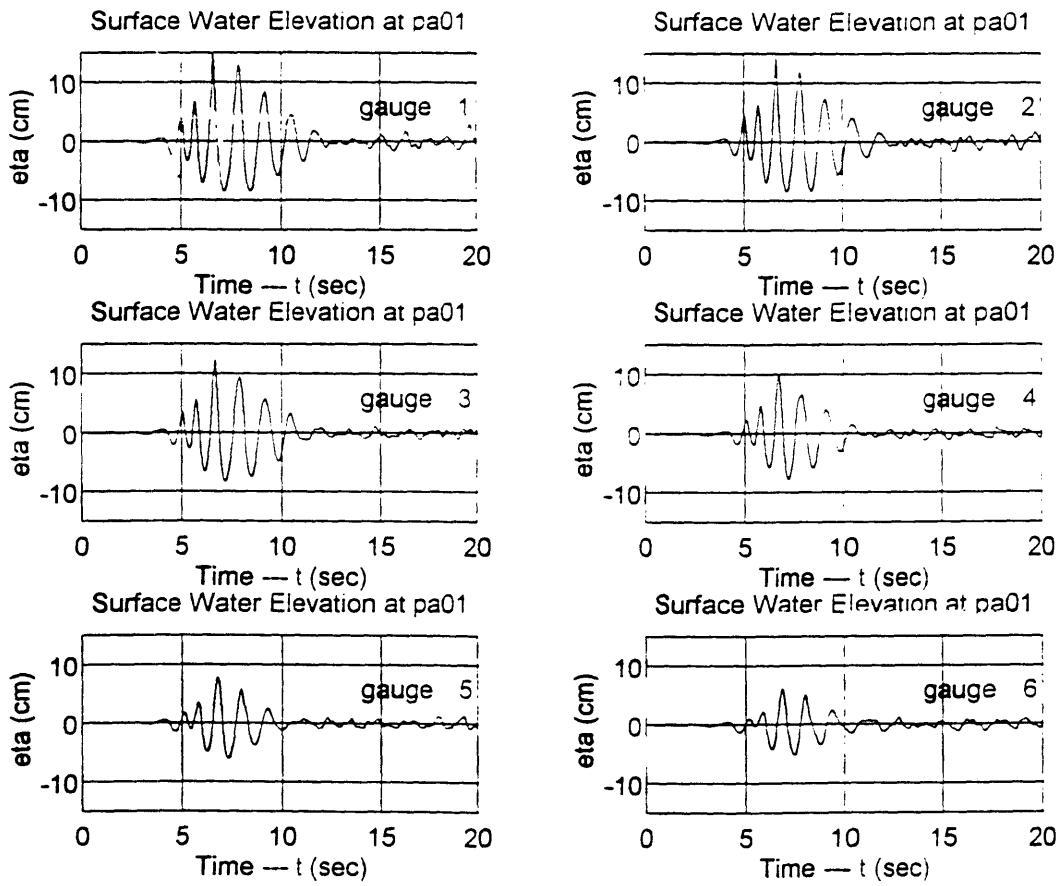 Surface Water Elevation at pa01
eta (cm)
10
0
-10
gauge 1
0 5 10 15 20
Time — t (sec)
Surface Water Elevation at pa01
eta (cm)
10
0
-10
gauge 2
0 5 10 15 20
Time — t (sec)
Surface Water Elevation at pa01
eta (cm)
10
0
-10
gauge 3
0 5 10 15 20
Time — t (sec)
Surface Water Elevation at pa01
eta (cm)
10
0
-10
gauge 4
0 5 10 15 20
Time — t (sec)
Surface Water Elevation at pa01
eta (cm)
10
0
-10
gauge 5
0 5 10 15 20
Time — t (sec)
Surface Water Elevation at pa01
eta (cm)
10
0
-10
gauge 6
0 5 10 15 20
Time — t (sec)